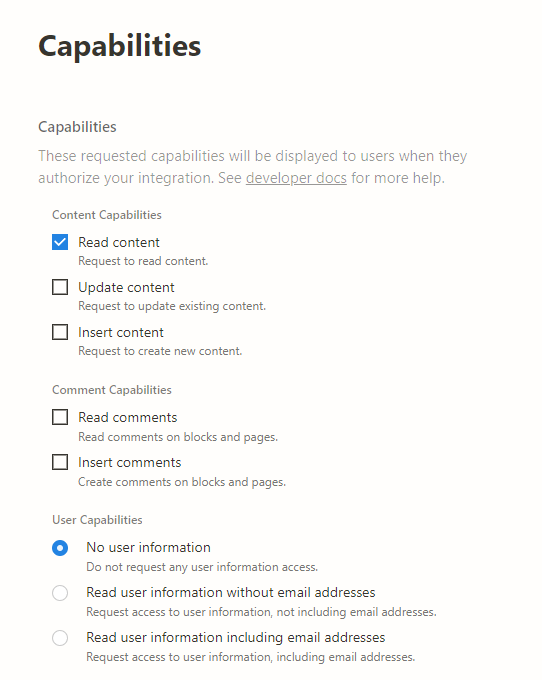 Capabilities
Capabilities
These requested capabilities will be displayed to users when they
authorize your integration. See developer docs for more help.
Content Capabilities
Read content
Request to read content.
Update content
Request to update existing content.
Insert content
Request to create new content.
Comment Capabilities
Read comments
Read comments on blocks and pages.
Insert comments
Create comments on blocks and pages.
User Capabilities
No user information
Do not request any user information access.
Read user information without email addresses
Request access to user information, not including email addresses.
Read user information including email addresses
Request access to user information, including email addresses.